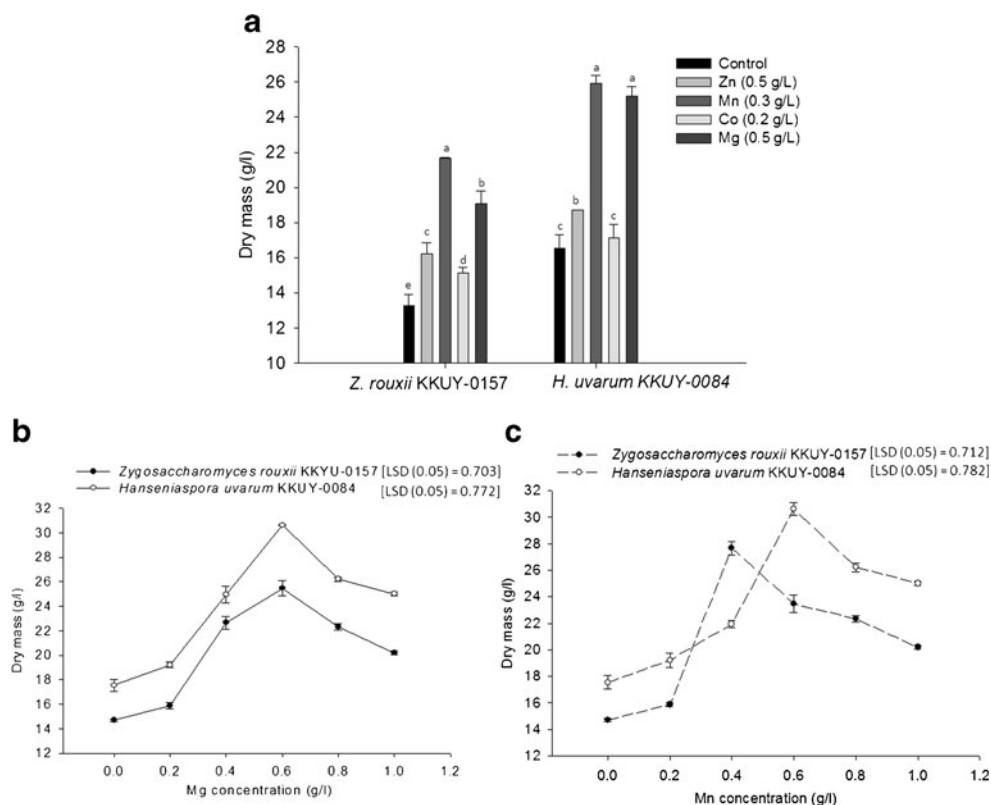 a
Control
Zn (0.5 g/L)
Mn (0.3 g/L)
Co (0.2 g/L)
Mg (0.5 g/L)
Dry mass (g/l)
28
26
24
22
20
18
16
14
12
10
e
c
a
d
b
c
b
a
c
a
Z. rouxii KKUY-0157
H. uvarum KKUY-0084
b
Zygosaccharomyces rouxii KKYU-0157 [LSD (0.05) = 0.703]
Hanseniaspora uvarum KKUY-0084 [LSD (0.05) = 0.772]
Dry mass (g/l)
32
30
28
26
24
22
20
18
16
14
12
0.0 0.2 0.4 0.6 0.8 1.0 1.2
Mg concentration (g/l)
c
Zygosaccharomyces rouxii KKUY-0157 [LSD (0.05) = 0.712]
Hanseniaspora uvarum KKUY-0084 [LSD (0.05) = 0.782]
Dry mass (g/l)
32
30
28
26
24
22
20
18
16
14
12
0.0 0.2 0.4 0.6 0.8 1.0 1.2
Mn concentration (g/l)